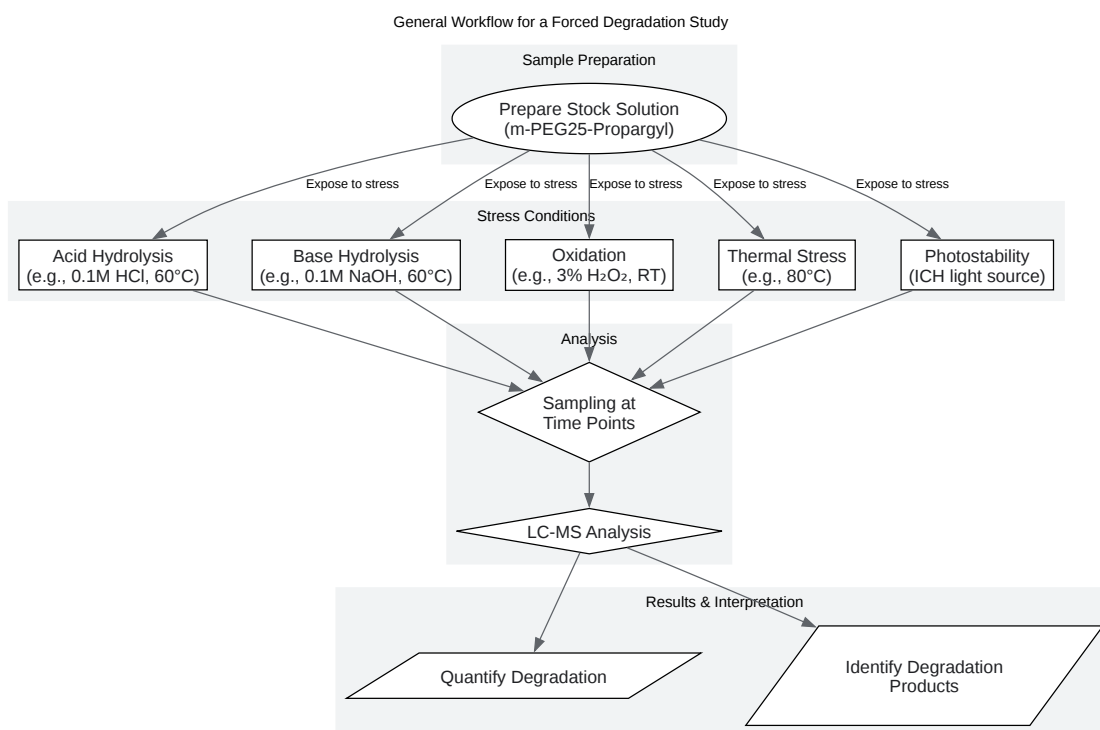 General Workflow for a Forced Degradation Study
Sample Preparation
Prepare Stock Solution
(m-PEG25-Propargyl)
Expose to stress
Expose to stress
Expose to stress
Expose to stress
Expose to stress
Stress Conditions
Acid Hydrolysis
(e.g., 0.1M HCl, 60°C)
Base Hydrolysis
(e.g., 0.1M NaOH, 60°C)
Oxidation
(e.g., 3% H₂O₂, RT)
Thermal Stress
(e.g., 80°C)
Photostability
(ICH light source)
Analysis
Sampling at
Time Points
LC-MS Analysis
Results & Interpretation
Quantify Degradation
Identify Degradation
Products